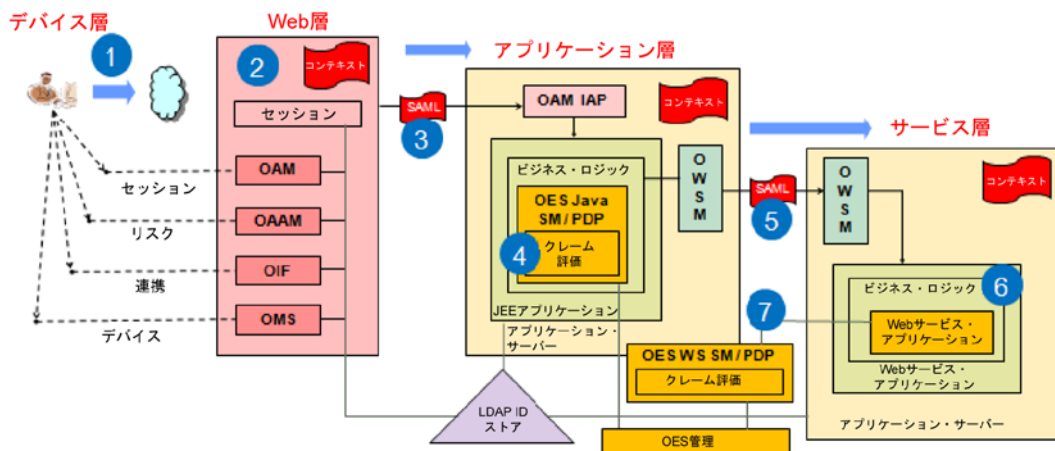 デバイス層
1
セッション
リスク
連携
デバイス
Web層
2
コンテキスト
セッション
OAM
OAAM
OIF
OMS
SAML
3
アプリケーション層
OAM IAP
コンテキスト
ビジネス・ロジック
OES Java
SM/PDP
4
クレーム
評価
JEEアプリケーション
アプリケーション・
サーバー
OWSM
SAML
5
サービス層
コンテキスト
OWSM
ビジネス・ロジック
6
Webサービス・
アプリケーション
Webサービス・
アプリケーション
アプリケーション・サーバー
7
OES WS SM/PDP
クレーム評価
LDAP ID
ストア
OES管理